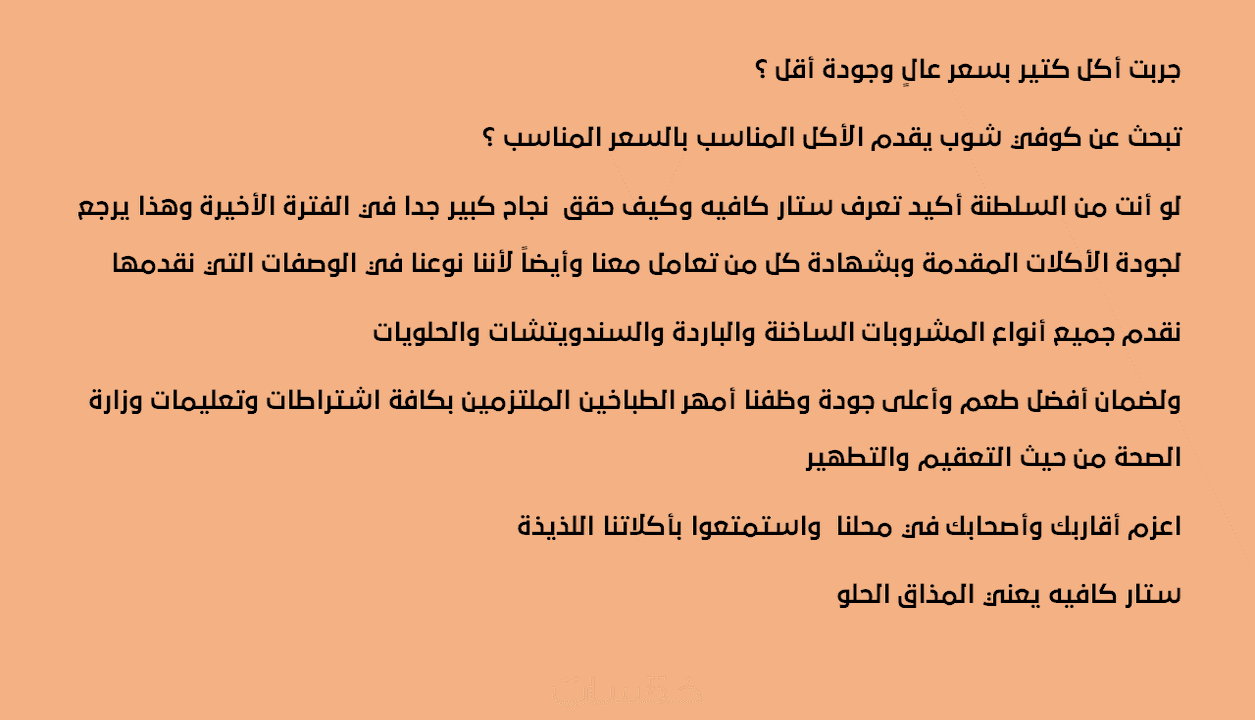 جربت أكل كتير بسعر عالٍ وجودة أقل ؟
تبحث عن كوفي شوب يقدم الأكل المناسب بالسعر المناسب ؟
لو أنت من السلطنة أكيد تعرف ستار كافيه وكيف حقق نجاح كبير جدا في الفترة الأخيرة وهذا يرجع
لجودة الأكلات المقدمة وبشهادة كل من تعامل معنا وأيضاً لأننا نوعنا في الوصفات التي نقدمها
نقدم جميع أنواع المشروبات الساخنة والباردة والسندويتشات والحلويات
ولضمان أفضل طعم وأعلى جودة وظفنا أمهر الطباخين الملتزمين بكافة اشتراطات وتعليمات وزارة
الصحة من حيث التعقيم والتطهير
اعزم أقاربك وأصحابك في محلنا واستمتعوا بأكلاتنا اللذيذة
ستار كافيه يعني المذاق الحلو